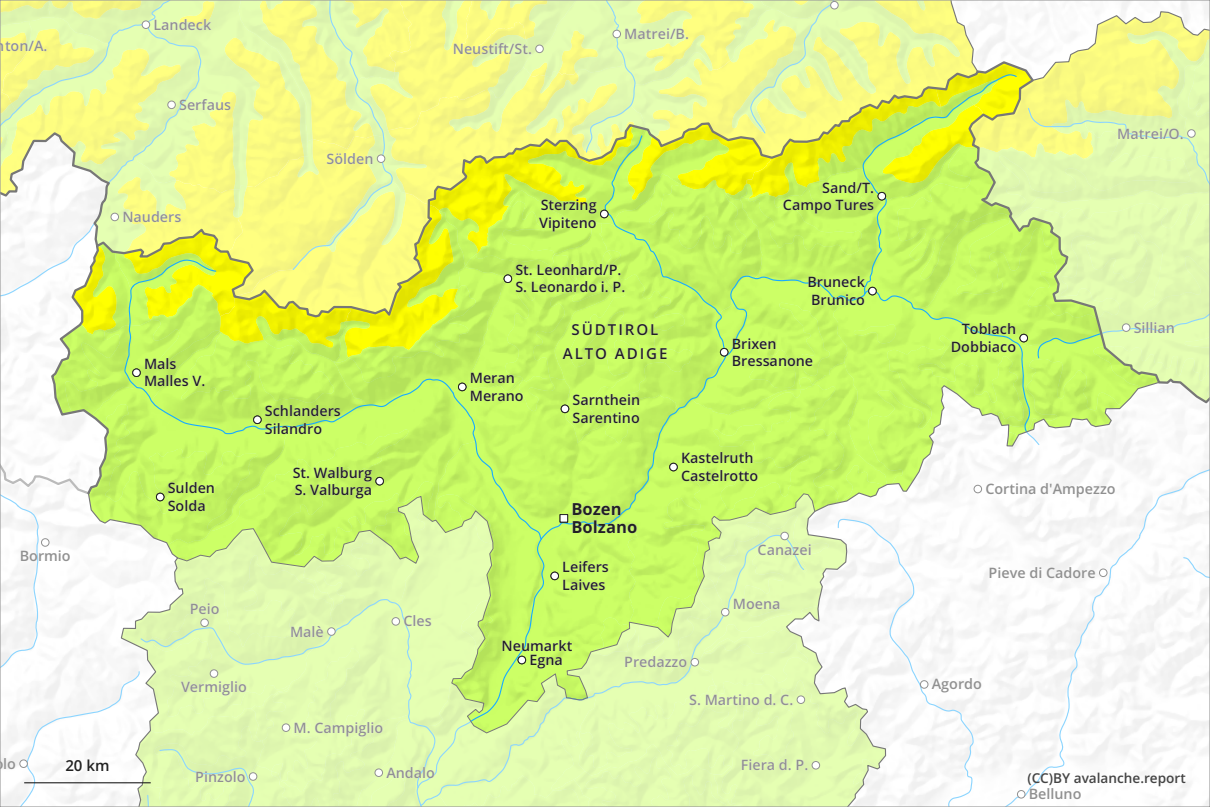 Landeck
Matrei/B.
Neustift/St.
nton/A.
Serfaus
Matrei/O.
Sölden
Nauders
Sand/T.
Campo Tures
Sterzing
Vipiteno
St. Leonhard/P.
S. Leonardo i. P.
Bruneck
Brunico
SÜDTIROL
ALTO ADIGE
Toblach
Dobbiaco
Sillian
Brixen
Bressanone
Mals
Malles V.
Meran
Merano
Sarnthein
Sarentino
Schlanders
Silandro
Kastelruth
Castelrotto
St. Walburg
S. Valburga
Sulden
Solda
Cortina d'Ampezzo
Bozen
Bolzano
Bormio
Canazei
Leifers
Laives
Pieve di Cadore
Peio
Malè
Cles
Moena
Neumarkt
Egna
Predazzo
Vermiglio
Agordo
S. Martino d. C.
M. Campiglio
20 km
olo
Pinzolo
Andalo
Fiera d. P.
(CC)BY avalanche.report
Belluno